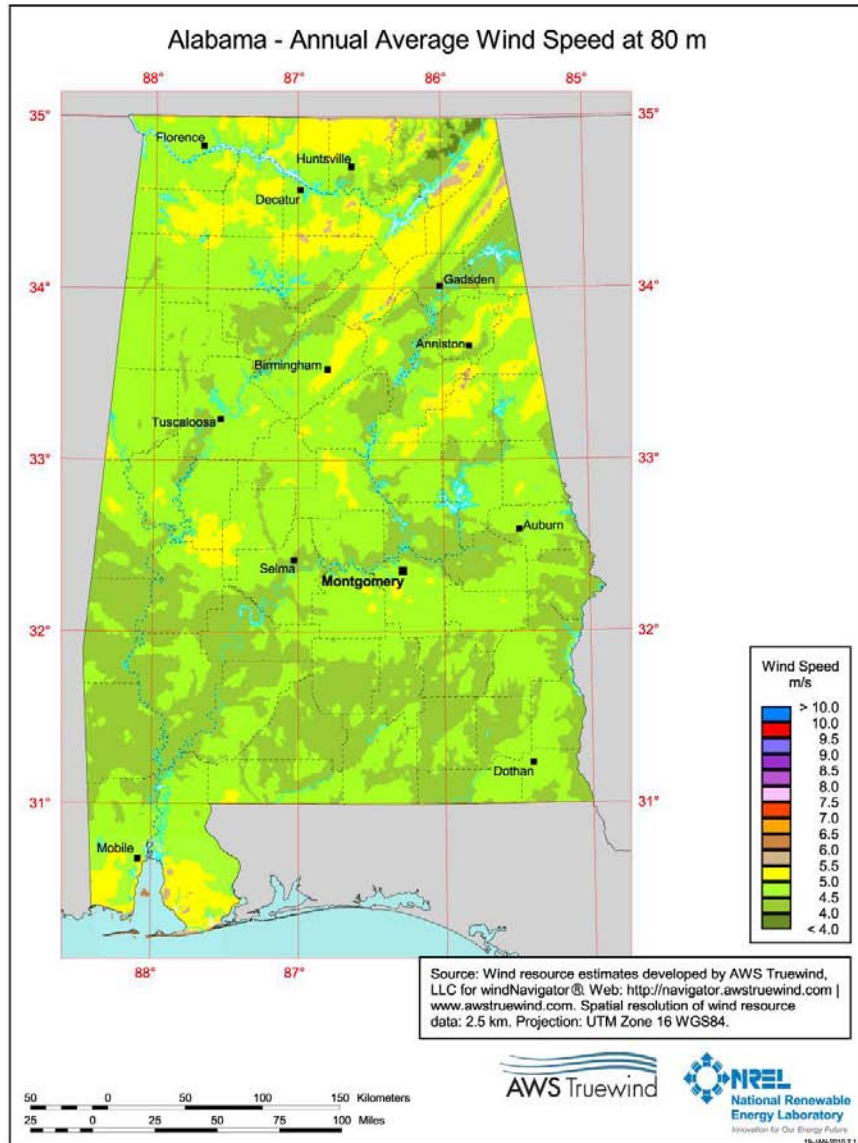 Alabama - Annual Average Wind Speed at 80 m
88°
87°
86°
85°
35°
35°
Florence
Huntsville
Decatur
34°
34°
Gadsden
Anniston
Birmingham
Tuscaloosa
33°
33°
Auburn
Selma
Montgomery
32°
32°
Dothan
31°
31°
Mobile
88°
87°
Wind Speed
m/s
> 10.0
10.0
9.5
9.0
8.5
8.0
7.5
7.0
6.5
6.0
5.5
5.0
4.5
4.0
< 4.0
Source: Wind resource estimates developed by AWS Truewind,
LLC for windNavigator®. Web: http://navigator.awstruewind.com |
www.awstruewind.com. Spatial resolution of wind resource
data: 2.5 km. Projection: UTM Zone 16 WGS84.
50 0 50 100 150 Kilometers
25 0 25 50 75 100 Miles
AWS Truewind
NREL
National Renewable
Energy Laboratory
Innovation for Our Energy Future